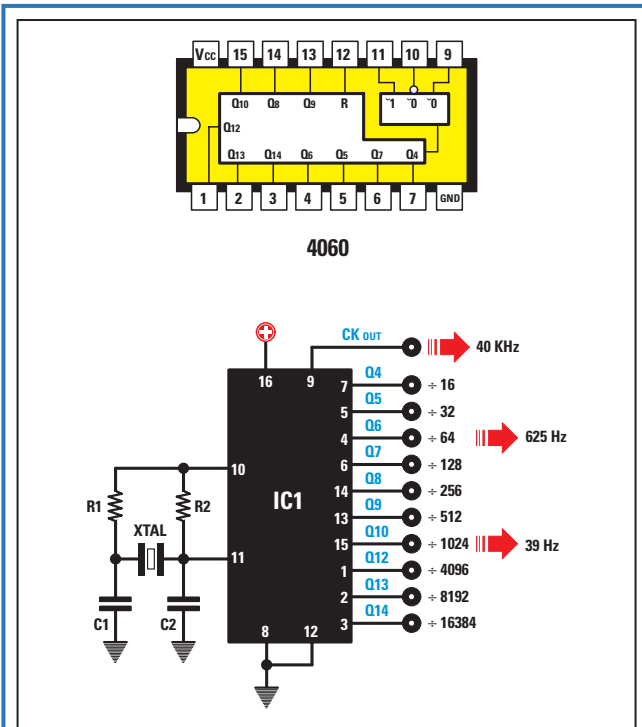 Vcc 15 14 13 12 11 10 9
Q10 Q8 Q9 R ˜1 ˜0 ˜0
Q12
Q13 Q14 Q6 Q5 Q7 Q4
1 2 3 4 5 6 7 GND
4060
CK OUT 40 KHz
16 9
Q4
7 ÷ 16
Q5
5 ÷ 32
Q6
4 ÷ 64 625 Hz
Q7
10 6 ÷ 128
Q8
R1 R2 IC1 14 ÷ 256
Q9
13 ÷ 512
XTAL Q10
11 15 ÷ 1024 39 Hz
Q12
1 ÷ 4096
Q13
C1 C2 2 ÷ 8192
Q14
8 12 3 ÷ 16384